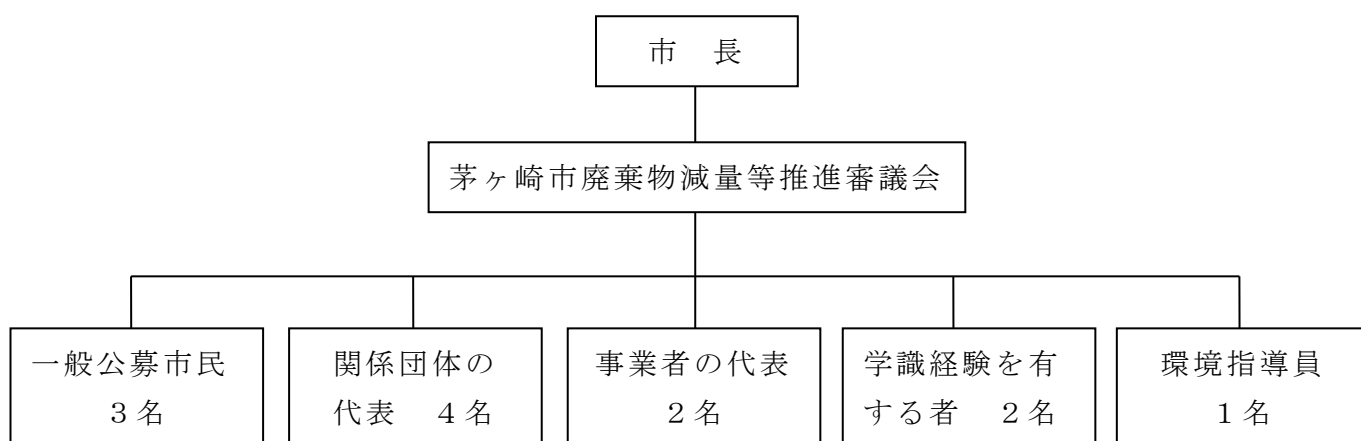 市　長
茅ヶ崎市廃棄物減量等推進審議会
一般公募市民
３名
関係団体の
代表　４名
事業者の代表
２名
学識経験を有
する者　２名
環境指導員
１名